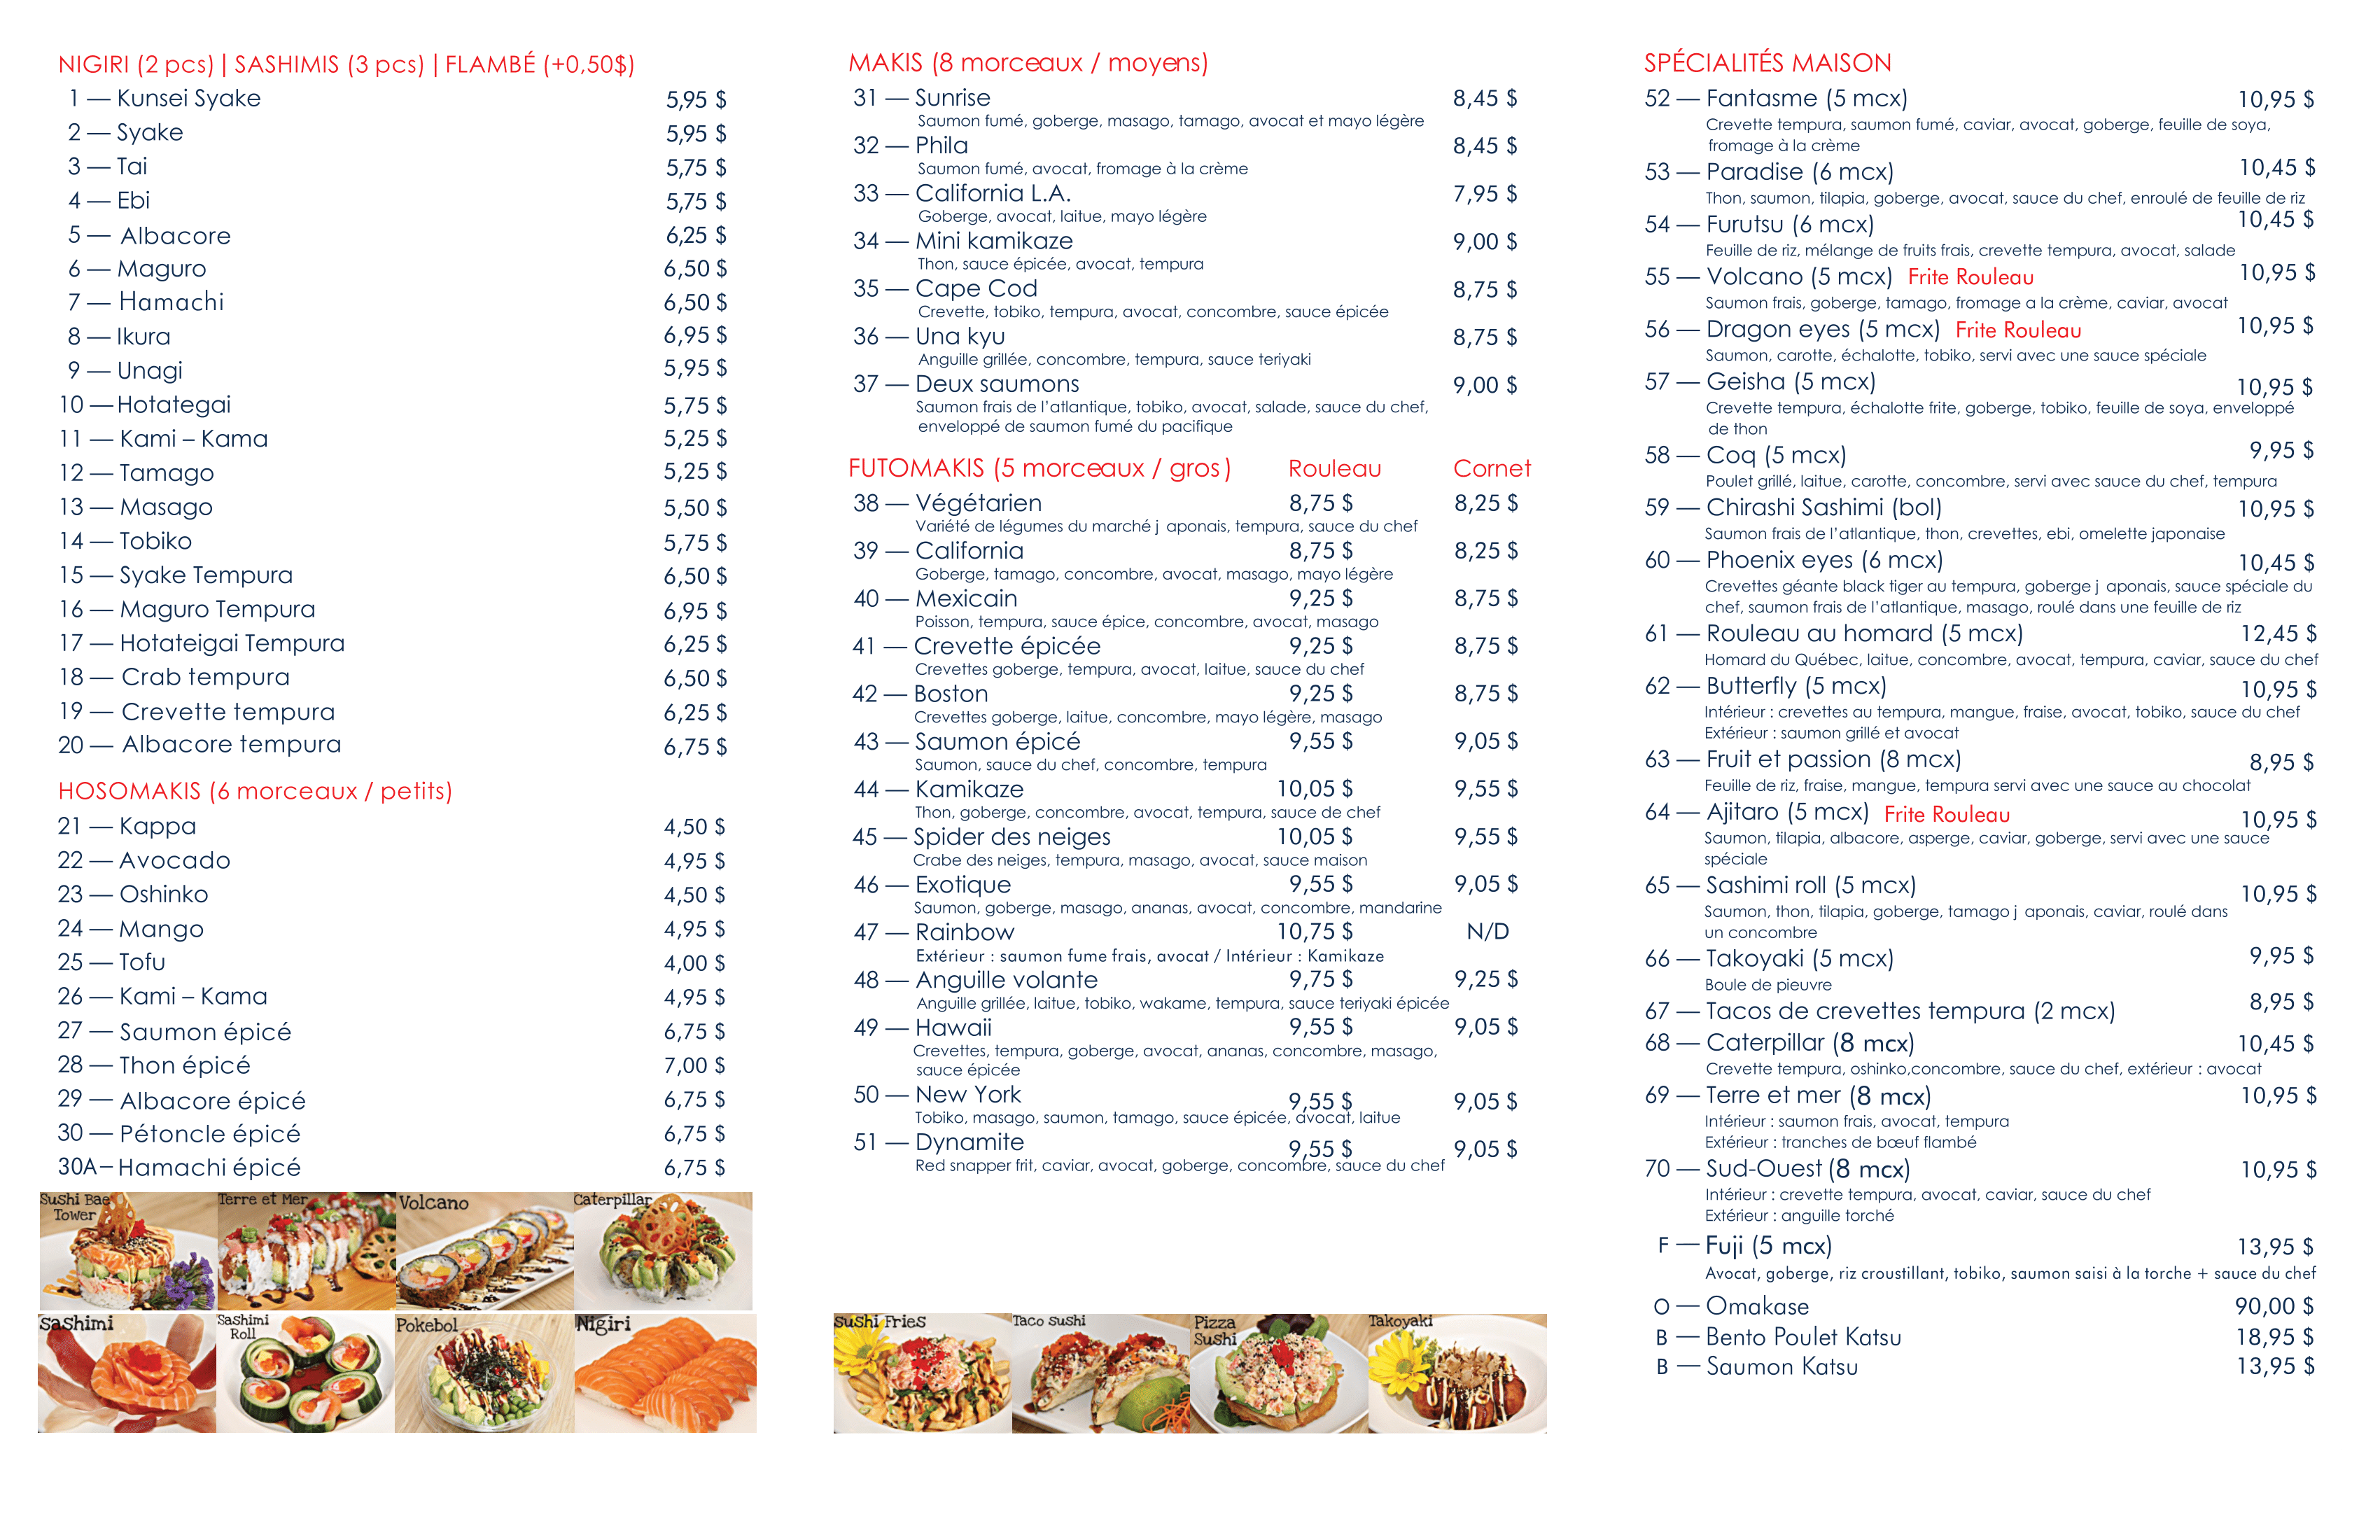 NIGIRI (2 pcs) | SASHIMIS (3 pcs) | FLAMBÉ (+0,50$)
1 — Kunsei Syake 5,95 $
2 — Syake 5,95 $
3 — Tai 5,75 $
4 — Ebi 5,75 $
5 — Albacore 6,25 $
6 — Maguro 6,50 $
7 — Hamachi 6,50 $
8 — Ikura 6,95 $
9 — Unagi 5,95 $
10 — Hotategai 5,75 $
11 — Kami – Kama 5,25 $
12 — Tamago 5,25 $
13 — Masago 5,50 $
14 — Tobiko 5,75 $
15 — Syake Tempura 6,50 $
16 — Maguro Tempura 6,95 $
17 — Hotateigai Tempura 6,25 $
18 — Crab tempura 6,50 $
19 — Crevette tempura 6,25 $
20 — Albacore tempura 6,75 $
HOSOMAKIS (6 morceaux / petits)
21 — Kappa 4,50 $
22 — Avocado 4,95 $
23 — Oshinko 4,50 $
24 — Mango 4,95 $
25 — Tofu 4,00 $
26 — Kami – Kama 4,95 $
27 — Saumon épicé 6,75 $
28 — Thon épicé 7,00 $
29 — Albacore épicé 6,75 $
30 — Pétoncle épicé 6,75 $
30A– Hamachi épicé 6,75 $
Sushi Bae
Tower
Terre et Mer
Volcano
Caterpillar
Sashimi
Sashimi
Roll
Pokebol
Nigiri
MAKIS (8 morceaux / moyens)
31 — Sunrise 8,45 $
Saumon fumé, goberge, masago, tamago, avocat et mayo légère
32 — Phila 8,45 $
Saumon fumé, avocat, fromage à la crème
33 — California L.A. 7,95 $
Goberge, avocat, laitue, mayo légère
34 — Mini kamikaze 9,00 $
Thon, sauce épicée, avocat, tempura
35 — Cape Cod 8,75 $
Crevette, tobiko, tempura, avocat, concombre, sauce épicée
36 — Una kyu 8,75 $
Anguille grillée, concombre, tempura, sauce teriyaki
37 — Deux saumons 9,00 $
Saumon frais de l'atlantique, tobiko, avocat, salade, sauce du chef,
enveloppé de saumon fumé du pacifique
FUTOMAKIS (5 morceaux / gros) Rouleau Cornet
38 — Végétarien 8,75 $ 8,25 $
Variété de légumes du marché j aponais, tempura, sauce du chef
39 — California 8,75 $ 8,25 $
Goberge, tamago, concombre, avocat, masago, mayo légère
40 — Mexicain 9,25 $ 8,75 $
Poisson, tempura, sauce épice, concombre, avocat, masago
41 — Crevette épicée 9,25 $ 8,75 $
Crevettes goberge, tempura, avocat, laitue, sauce du chef
42 — Boston 9,25 $ 8,75 $
Crevettes goberge, laitue, concombre, mayo légère, masago
43 — Saumon épicé 9,55 $ 9,05 $
Saumon, sauce du chef, concombre, tempura
44 — Kamikaze 10,05 $ 9,55 $
Thon, goberge, concombre, avocat, tempura, sauce de chef
45 — Spider des neiges 10,05 $ 9,55 $
Crabe des neiges, tempura, masago, avocat, sauce maison
46 — Exotique 9,55 $ 9,05 $
Saumon, goberge, masago, ananas, avocat, concombre, mandarine
47 — Rainbow 10,75 $ N/D
Extérieur : saumon fume frais, avocat / Intérieur : Kamikaze
48 — Anguille volante 9,75 $ 9,25 $
Anguille grillée, laitue, tobiko, wakame, tempura, sauce teriyaki épicée
49 — Hawaii 9,55 $ 9,05 $
Crevettes, tempura, goberge, avocat, ananas, concombre, masago,
sauce épicée
50 — New York 9,55 $ 9,05 $
Tobiko, masago, saumon, tamago, sauce épicée, avocat, laitue
51 — Dynamite 9,55 $ 9,05 $
Red snapper frit, caviar, avocat, goberge, concombre, sauce du chef
Sushi Fries
Taco sushi
Pizza
Sushi
Takoyaki
SPÉCIALITÉS MAISON
52 — Fantasme (5 mcx) 10,95 $
Crevette tempura, saumon fumé, caviar, avocat, goberge, feuille de soya,
fromage à la crème
53 — Paradise (6 mcx) 10,45 $
Thon, saumon, tilapia, goberge, avocat, sauce du chef, enroulé de feuille de riz
54 — Furutsu (6 mcx) 10,45 $
Feuille de riz, mélange de fruits frais, crevette tempura, avocat, salade
55 — Volcano (5 mcx) Frite Rouleau 10,95 $
Saumon frais, goberge, tamago, fromage a la crème, caviar, avocat
56 — Dragon eyes (5 mcx) Frite Rouleau 10,95 $
Saumon, carotte, échalotte, tobiko, servi avec une sauce spéciale
57 — Geisha (5 mcx) 10,95 $
Crevette tempura, échalotte frite, goberge, tobiko, feuille de soya, enveloppé
de thon
58 — Coq (5 mcx) 9,95 $
Poulet grillé, laitue, carotte, concombre, servi avec sauce du chef, tempura
59 — Chirashi Sashimi (bol) 10,95 $
Saumon frais de l'atlantique, thon, crevettes, ebi, omelette japonaise
60 — Phoenix eyes (6 mcx) 10,45 $
Crevettes géante black tiger au tempura, goberge j aponais, sauce spéciale du
chef, saumon frais de l'atlantique, masago, roulé dans une feuille de riz
61 — Rouleau au homard (5 mcx) 12,45 $
Homard du Québec, laitue, concombre, avocat, tempura, caviar, sauce du chef
62 — Butterfly (5 mcx) 10,95 $
Intérieur : crevettes au tempura, mangue, fraise, avocat, tobiko, sauce du chef
Extérieur : saumon grillé et avocat
63 — Fruit et passion (8 mcx) 8,95 $
Feuille de riz, fraise, mangue, tempura servi avec une sauce au chocolat
64 — Ajitaro (5 mcx) Frite Rouleau 10,95 $
Saumon, tilapia, albacore, asperge, caviar, goberge, servi avec une sauce
spéciale
65 — Sashimi roll (5 mcx) 10,95 $
Saumon, thon, tilapia, goberge, tamago j aponais, caviar, roulé dans
un concombre
66 — Takoyaki (5 mcx) 9,95 $
Boule de pieuvre
67 — Tacos de crevettes tempura (2 mcx) 8,95 $
68 — Caterpillar (8 mcx) 10,45 $
Crevette tempura, oshinko,concombre, sauce du chef, extérieur : avocat
69 — Terre et mer (8 mcx) 10,95 $
Intérieur : saumon frais, avocat, tempura
Extérieur : tranches de bœuf flambé
70 — Sud-Ouest (8 mcx) 10,95 $
Intérieur : crevette tempura, avocat, caviar, sauce du chef
Extérieur : anguille torché
F — Fuji (5 mcx) 13,95 $
Avocat, goberge, riz croustillant, tobiko, saumon saisi à la torche + sauce du chef
O — Omakase 90,00 $
B — Bento Poulet Katsu 18,95 $
B — Saumon Katsu 13,95 $